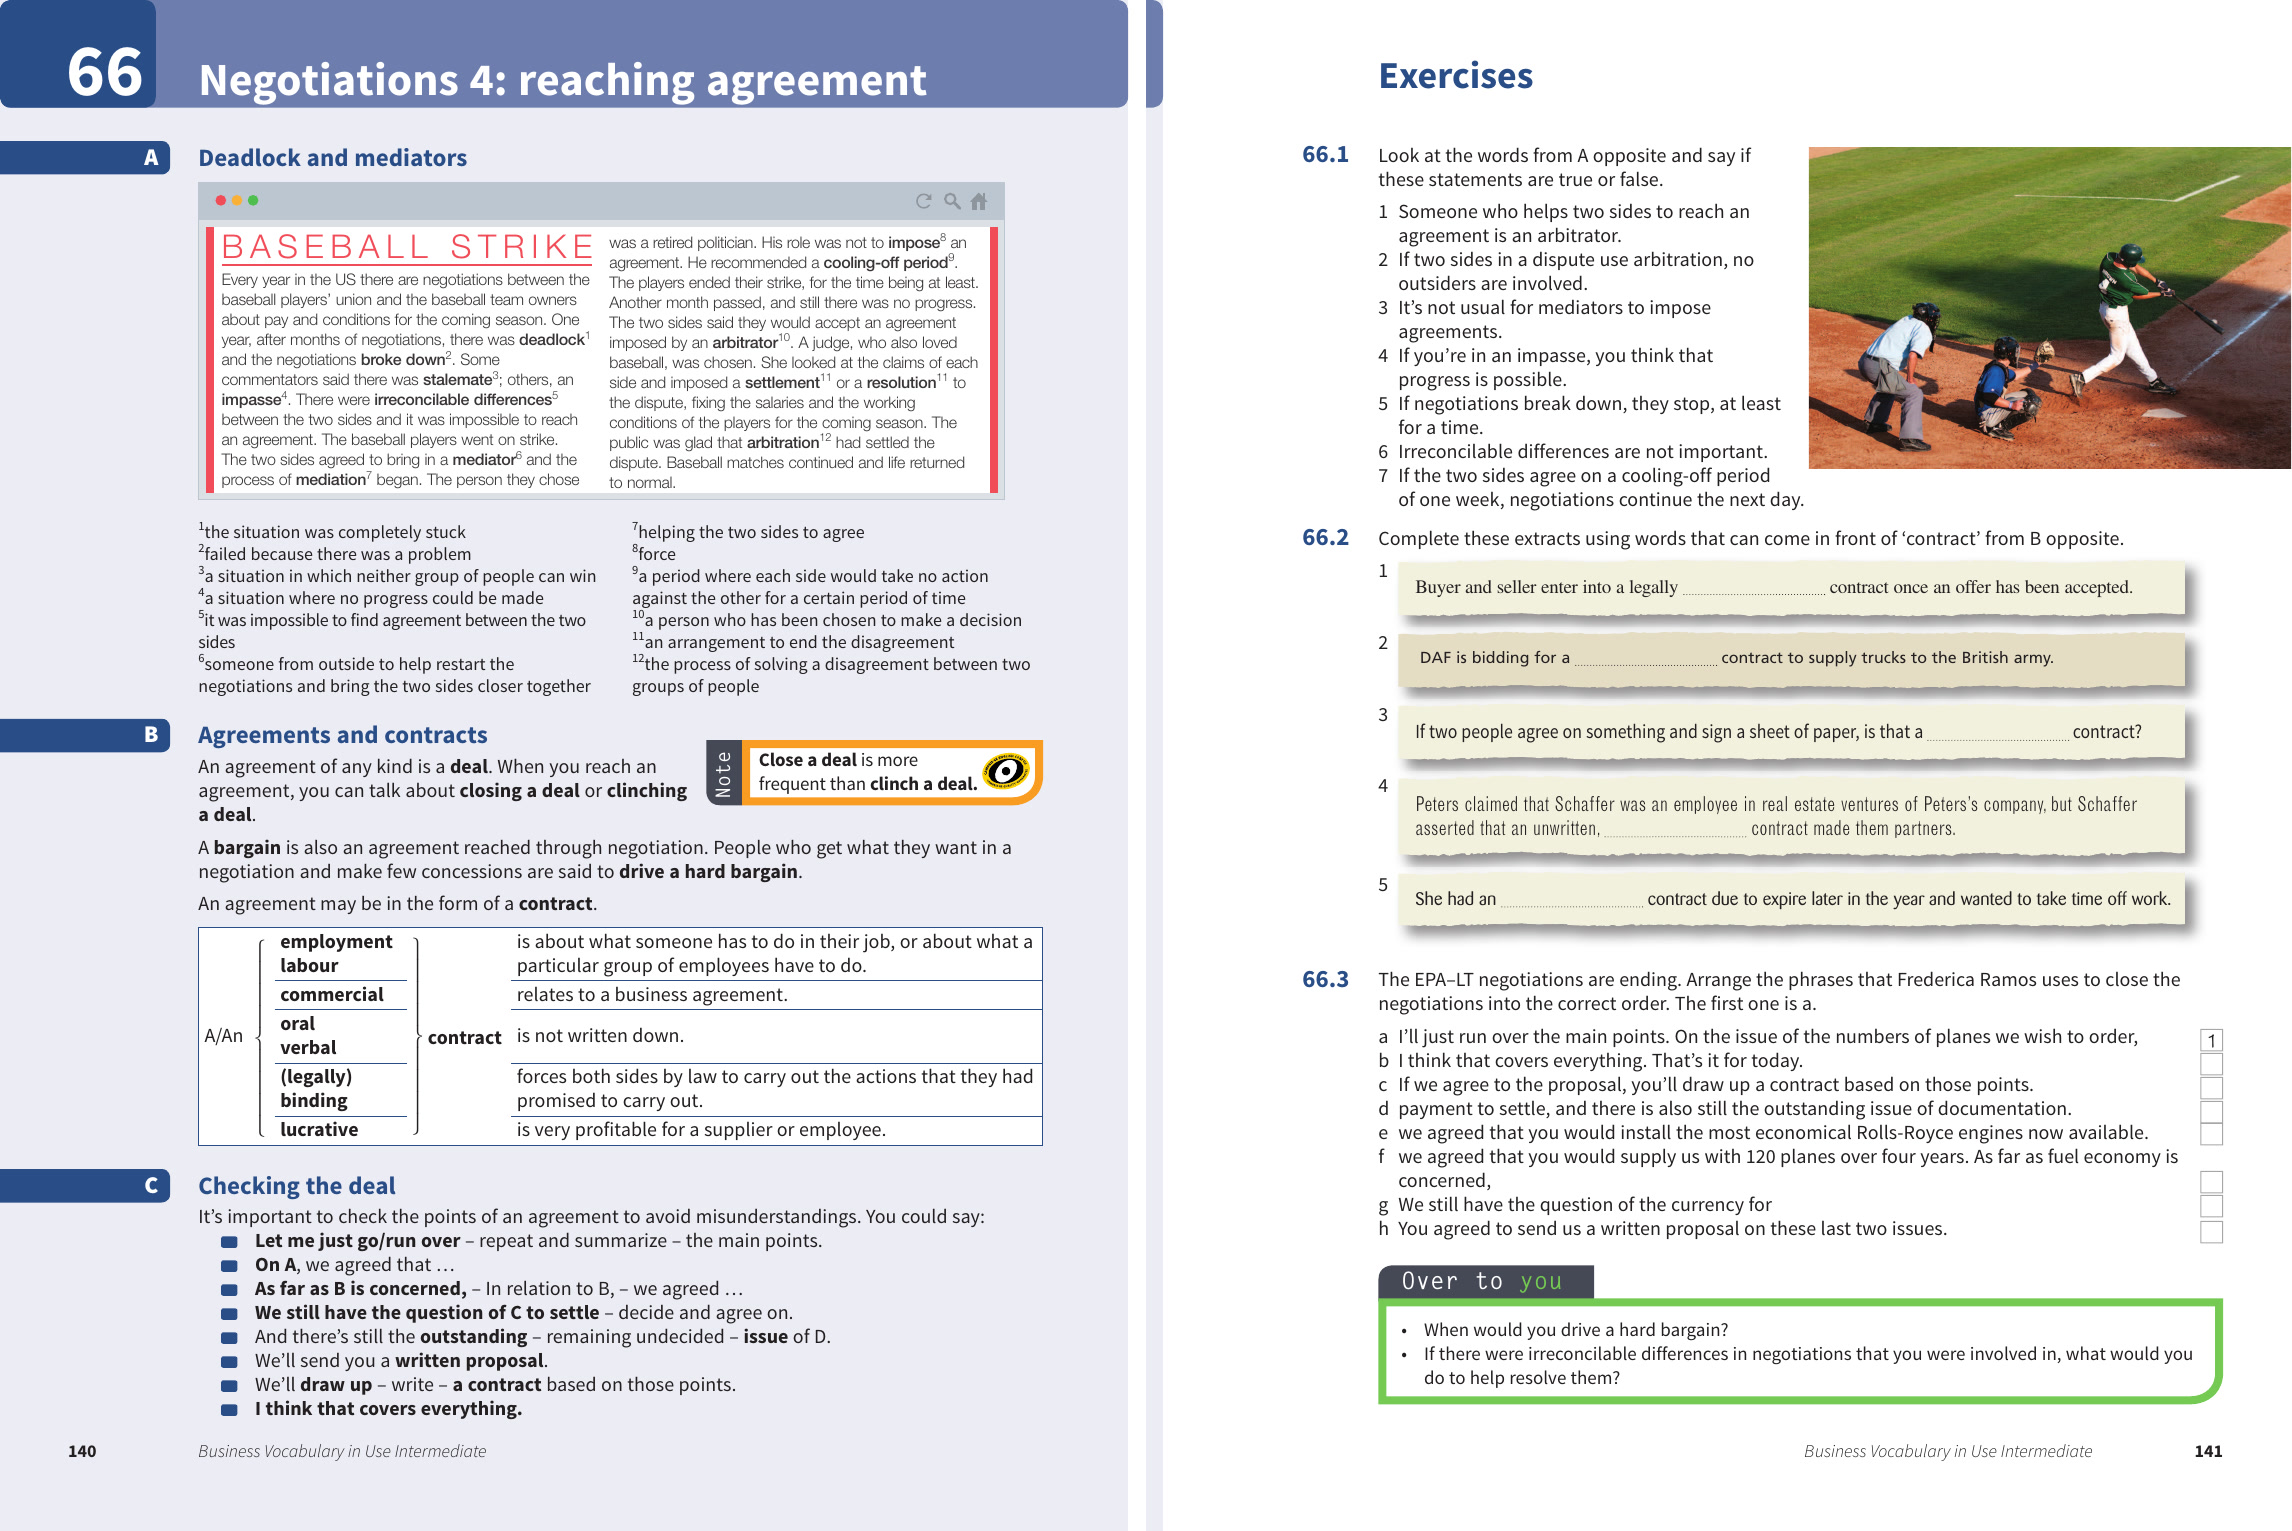 66
Negotiations 4: reaching agreement
A
Deadlock and mediators
BASEBALL STRIKE
Every year in the US there are negotiations between the
baseball players’ union and the baseball team owners
about pay and conditions for the coming season. One
year, after months of negotiations, there was deadlock1
and the negotiations broke down2. Some
commentators said there was stalemate3; others, an
impasse4. There were irreconcilable differences5
between the two sides and it was impossible to reach
an agreement. The baseball players went on strike.
The two sides agreed to bring in a mediator6 and the
process of mediation7 began. The person they chose
was a retired politician. His role was not to impose8 an
agreement. He recommended a cooling-off period9.
The players ended their strike, for the time being at least.
Another month passed, and still there was no progress.
The two sides said they would accept an agreement
imposed by an arbitrator10. A judge, who also loved
baseball, was chosen. She looked at the claims of each
side and imposed a settlement11 or a resolution11 to
the dispute, fixing the salaries and the working
conditions of the players for the coming season. The
public was glad that arbitration12 had settled the
dispute. Baseball matches continued and life returned
to normal.
1the situation was completely stuck
2failed because there was a problem
3a situation in which neither group of people can win
4a situation where no progress could be made
5it was impossible to find agreement between the two
sides
6someone from outside to help restart the
negotiations and bring the two sides closer together
7helping the two sides to agree
8force
9a period where each side would take no action
against the other for a certain period of time
10a person who has been chosen to make a decision
11an arrangement to end the disagreement
12the process of solving a disagreement between two
groups of people
B
Agreements and contracts
An agreement of any kind is a deal. When you reach an
agreement, you can talk about closing a deal or clinching
a deal.
Note
Close a deal is more
frequent than clinch a deal.
A bargain is also an agreement reached through negotiation. People who get what they want in a
negotiation and make few concessions are said to drive a hard bargain.
An agreement may be in the form of a contract.
A/An
employment
labour
commercial
oral
verbal
(legally)
binding
lucrative
contract
is about what someone has to do in their job, or about what a
particular group of employees have to do.
relates to a business agreement.
is not written down.
forces both sides by law to carry out the actions that they had
promised to carry out.
is very profitable for a supplier or employee.
C
Checking the deal
It’s important to check the points of an agreement to avoid misunderstandings. You could say:
Let me just go/run over – repeat and summarize – the main points.
On A, we agreed that …
As far as B is concerned, – In relation to B, – we agreed …
We still have the question of C to settle – decide and agree on.
And there’s still the outstanding – remaining undecided – issue of D.
We’ll send you a written proposal.
We’ll draw up – write – a contract based on those points.
I think that covers everything.
140
Business Vocabulary in Use Intermediate
Exercises
66.1
Look at the words from A opposite and say if
these statements are true or false.
1 Someone who helps two sides to reach an
agreement is an arbitrator.
2 If two sides in a dispute use arbitration, no
outsiders are involved.
3 It’s not usual for mediators to impose
agreements.
4 If you’re in an impasse, you think that
progress is possible.
5 If negotiations break down, they stop, at least
for a time.
6 Irreconcilable differences are not important.
7 If the two sides agree on a cooling-off period
of one week, negotiations continue the next day.
66.2
Complete these extracts using words that can come in front of ‘contract’ from B opposite.
1
Buyer and seller enter into a legally ........................ contract once an offer has been accepted.
2
DAF is bidding for a ........................ contract to supply trucks to the British army.
3
If two people agree on something and sign a sheet of paper, is that a ........................ contract?
4
Peters claimed that Schaffer was an employee in real estate ventures of Peters’s company, but Schaffer
asserted that an unwritten, ........................ contract made them partners.
5
She had an ........................ contract due to expire later in the year and wanted to take time off work.
66.3
The EPA–LT negotiations are ending. Arrange the phrases that Frederica Ramos uses to close the
negotiations into the correct order. The first one is a.
a I’ll just run over the main points. On the issue of the numbers of planes we wish to order, 1
b I think that covers everything. That’s it for today.
c If we agree to the proposal, you’ll draw up a contract based on those points.
d payment to settle, and there is also still the outstanding issue of documentation.
e we agreed that you would install the most economical Rolls-Royce engines now available.
f we agreed that you would supply us with 120 planes over four years. As far as fuel economy is
concerned,
g We still have the question of the currency for
h You agreed to send us a written proposal on these last two issues.
Over to you
• When would you drive a hard bargain?
• If there were irreconcilable differences in negotiations that you were involved in, what would you
do to help resolve them?
Business Vocabulary in Use Intermediate
141